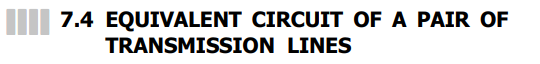 7.4 EQUIVALENT CIRCUIT OF A PAIR OF
TRANSMISSION LINES